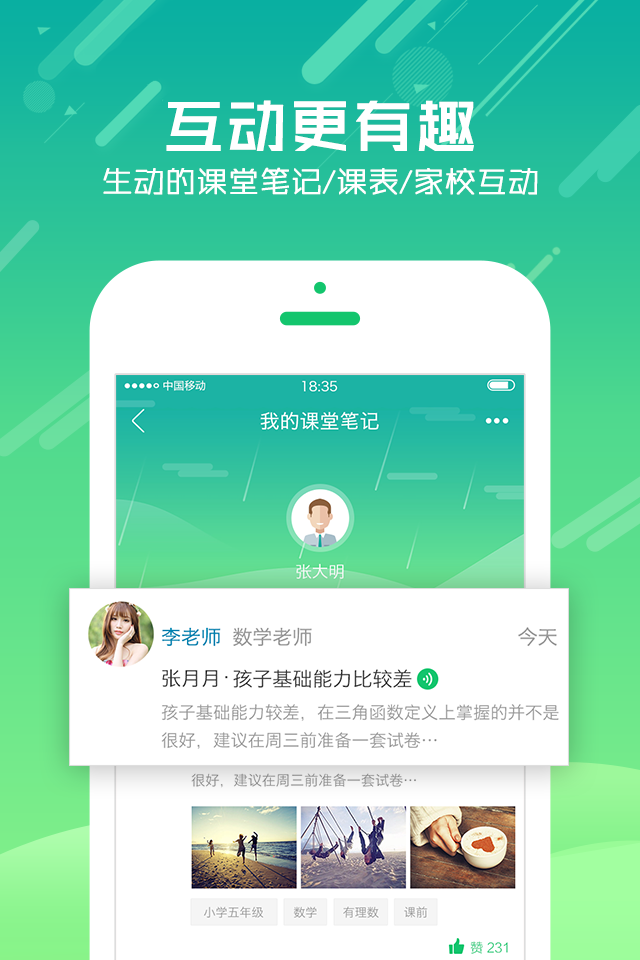 互动更有趣
生动的课堂笔记/课表/家校互动
中国移动 18:35
我的课堂笔记
张大明
李老师 数学老师 今天
张月月·孩子基础能力比较差
孩子基础能力较差，在三角函数定义上掌握的并不是
很好，建议在周三前准备一套试卷…
很好，建议在周三前准备一套试卷…
小学五年级 数学 有理数 课前
赞 231